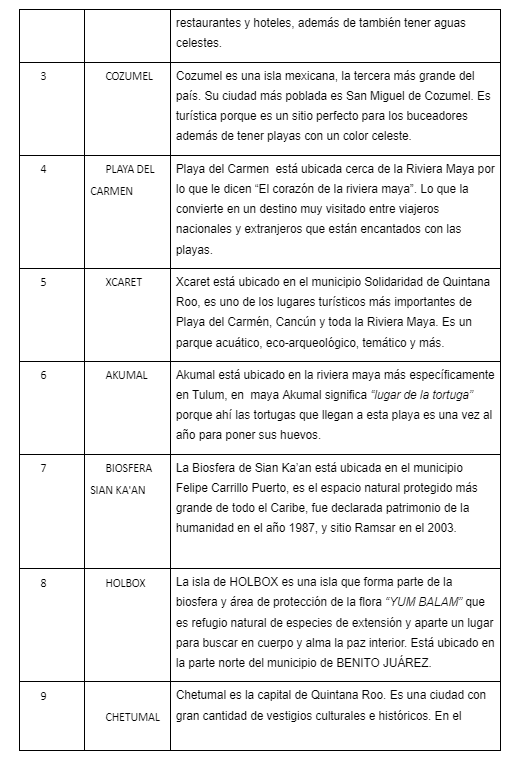 restaurantes y hoteles, además de también tener aguas
celestes.
3
COZUMEL
Cozumel es una isla mexicana, la tercera más grande del
país. Su ciudad más poblada es San Miguel de Cozumel. Es
turística porque es un sitio perfecto para los buceadores
además de tener playas con un color celeste.
4
PLAYA DEL
CARMEN
Playa del Carmen  está ubicada cerca de la Riviera Maya por
lo que le dicen “El corazón de la riviera maya”. Lo que la
convierte en un destino muy visitado entre viajeros
nacionales y extranjeros que están encantados con las
playas.
5
XCARET
Xcaret está ubicado en el municipio Solidaridad de Quintana
Roo, es uno de los lugares turísticos más importantes de
Playa del Carmén, Cancún y toda la Riviera Maya. Es un
parque acuático, eco-arqueológico, temático y más.
6
AKUMAL
Akumal está ubicado en la riviera maya más específicamente
en Tulum, en  maya Akumal significa “lugar de la tortuga”
porque ahí las tortugas que llegan a esta playa es una vez al
año para poner sus huevos.
7
BIOSFERA
SIAN KA'AN
La Biosfera de Sian Ka’an está ubicada en el municipio
Felipe Carrillo Puerto, es el espacio natural protegido más
grande de todo el Caribe, fue declarada patrimonio de la
humanidad en el año 1987, y sitio Ramsar en el 2003.
8
HOLBOX
La isla de HOLBOX es una isla que forma parte de la
biosfera y área de protección de la flora “YUM BALAM” que
es refugio natural de especies de extensión y aparte un lugar
para buscar en cuerpo y alma la paz interior. Está ubicado en
la parte norte del municipio de BENITO JUÁREZ.
9
CHETUMAL
Chetumal es la capital de Quintana Roo. Es una ciudad con
gran cantidad de vestigios culturales e históricos. En el